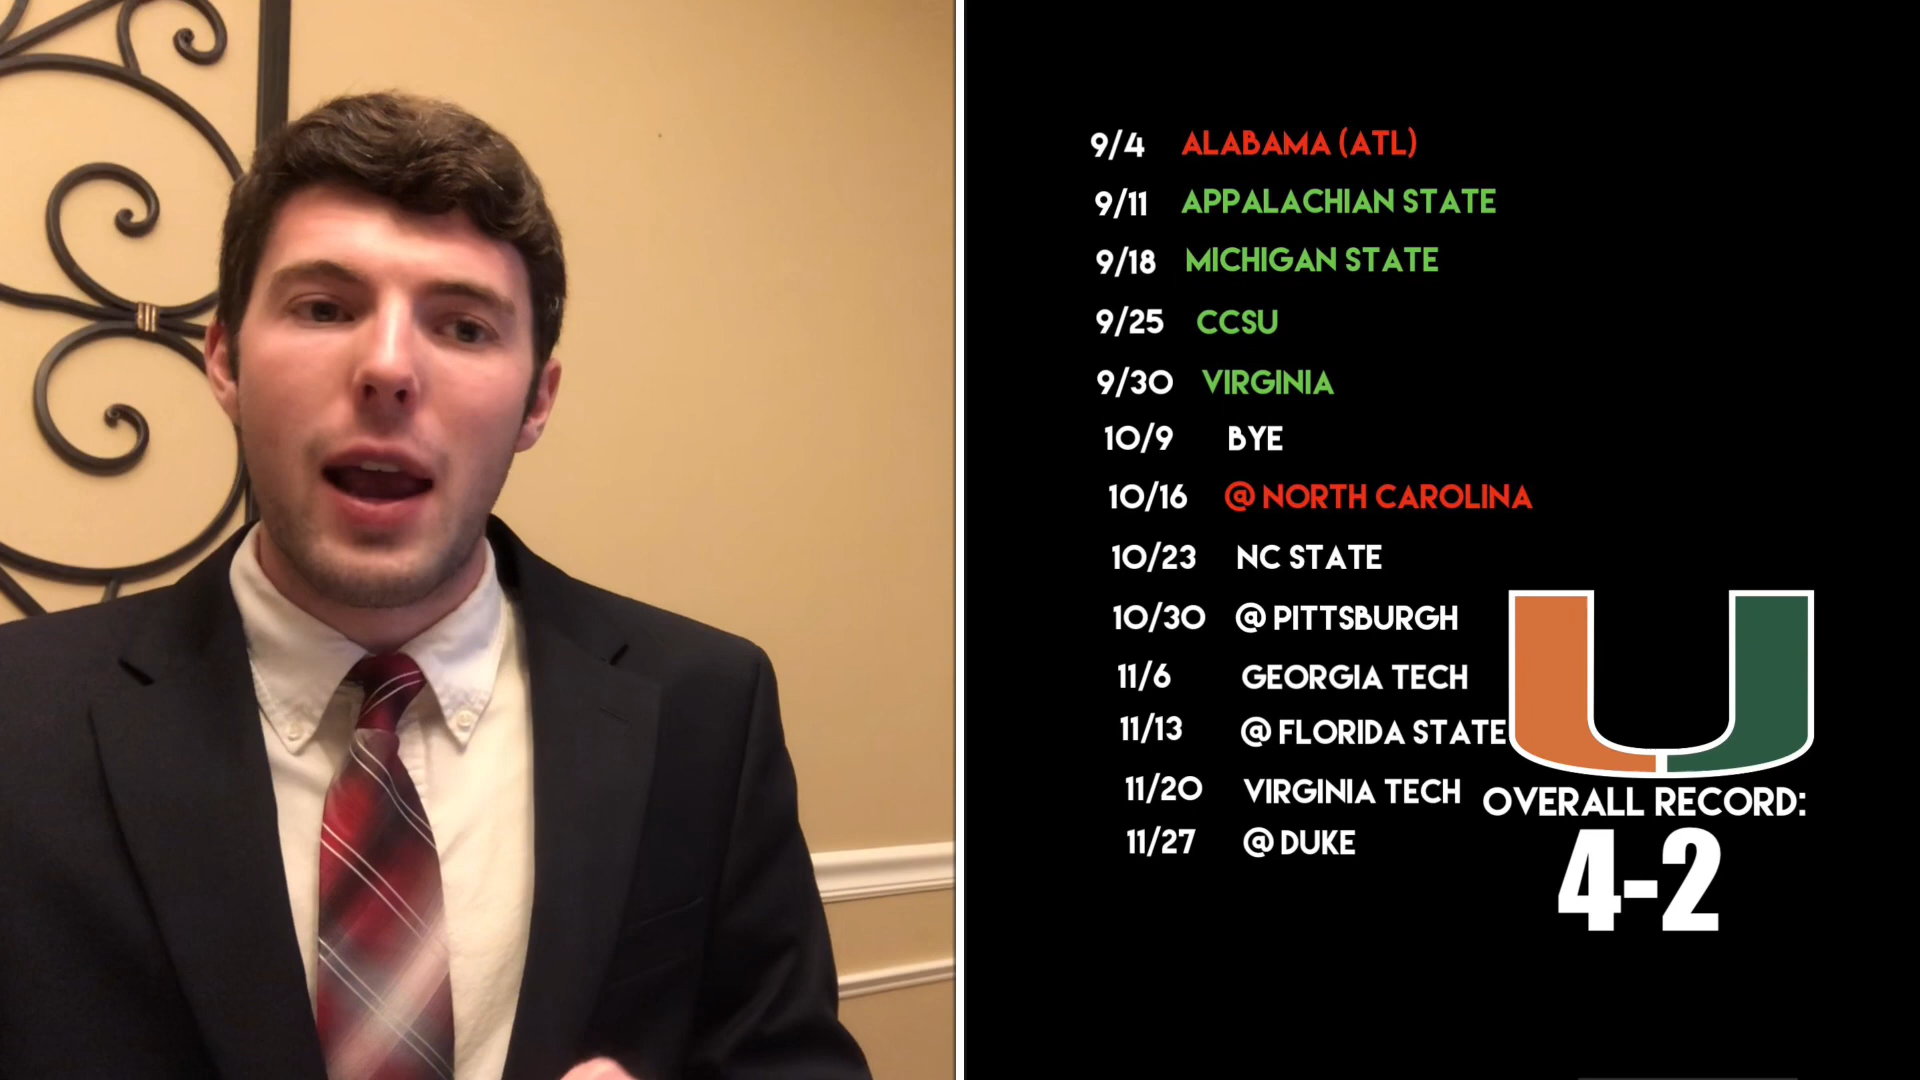 9/4 ALABAMA (ATL)
9/11 APPALACHIAN STATE
9/18 MICHIGAN STATE
9/25 CCSU
9/30 VIRGINIA
10/9 BYE
10/16 @ NORTH CAROLINA
10/23 NC STATE
10/30 @ PITTSBURGH
11/6 GEORGIA TECH
11/13 @ FLORIDA STATE
11/20 VIRGINIA TECH
11/27 @ DUKE
OVERALL RECORD:
4-2